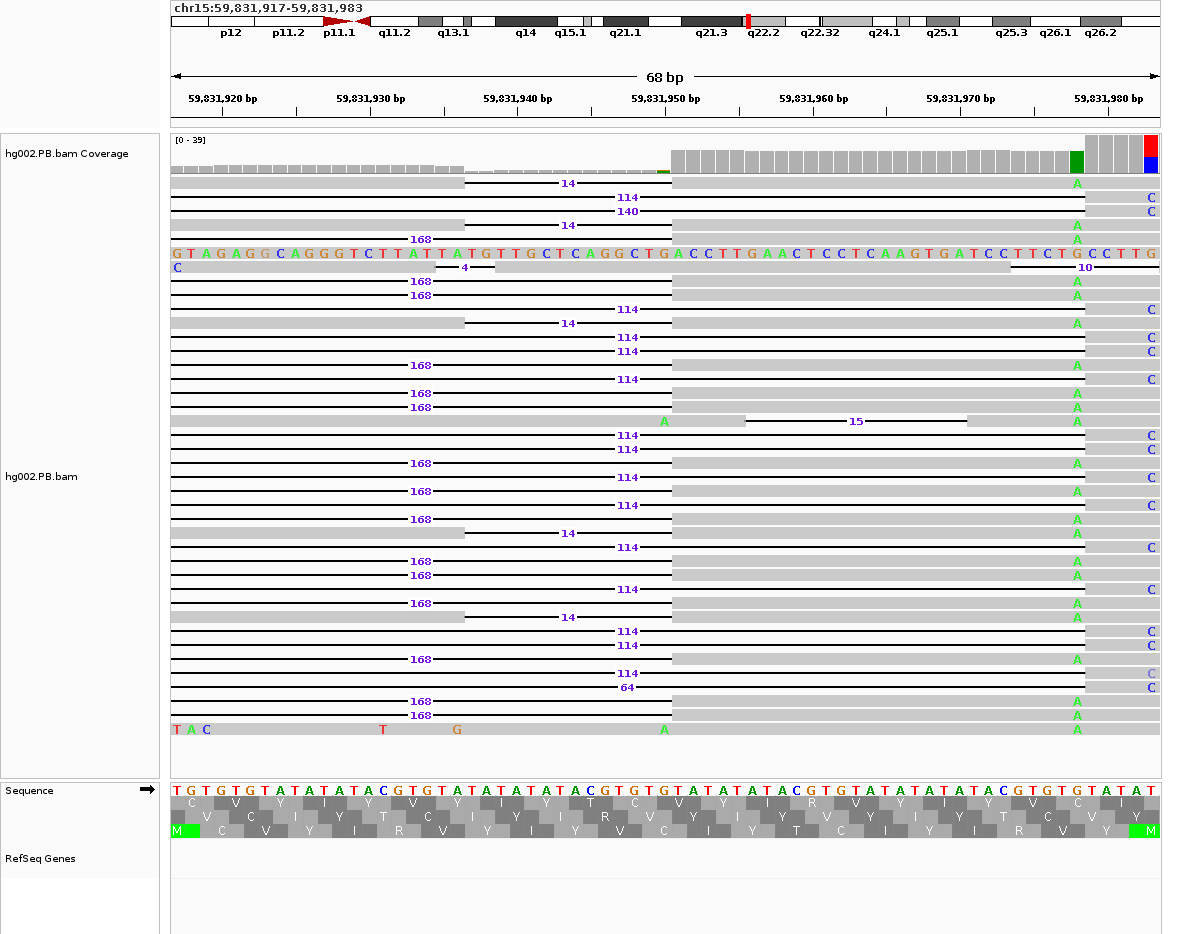 chr15:59,831,917-59,831,983
p12 p11.2 p11.1 q11.2 q13.1 q14 q15.1 q21.1 q21.3 q22.2 q22.32 q24.1 q25.1 q25.3 q26.1 q26.2
68 bp
59,831,920 bp 59,831,930 bp 59,831,940 bp 59,831,950 bp 59,831,960 bp 59,831,970 bp 59,831,980 bp
[0 - 39]
hg002.PB.bam Coverage
14 A
114 C
140 C
14 A
168 A
G T A G A G G C A G G G T C T T A T T A T G T T G C T C A G G C T G A C C T T G A A C T C C T C A A G T G A T C C T T C T G C C T T G
C 4 10
168 A
168 A
114 C
14 A
114 C
114 C
168 A
114 C
168 A
168 A
A 15 A
114 C
114 C
168 A
hg002.PB.bam 114 C
168 A
114 C
168 A
14 A
114 C
168 A
168 A
114 C
168 A
14 A
114 C
114 C
168 A
114 C
64 C
168 A
168 A
T A C T G A A
Sequence T G T G T G T A T A T A T A C G T G T A T A T A T A T A C G T G T G T A T A T A T A C G T G T A T A T A T A T A C G T G T G T A T A T
C V Y I Y V Y I Y T C V Y I R V Y I Y V C I
V C I Y T C I Y I R V Y I Y V Y I Y T C V Y
M C V Y I R V Y I Y V C I Y T C I Y I R V Y M
RefSeq Genes